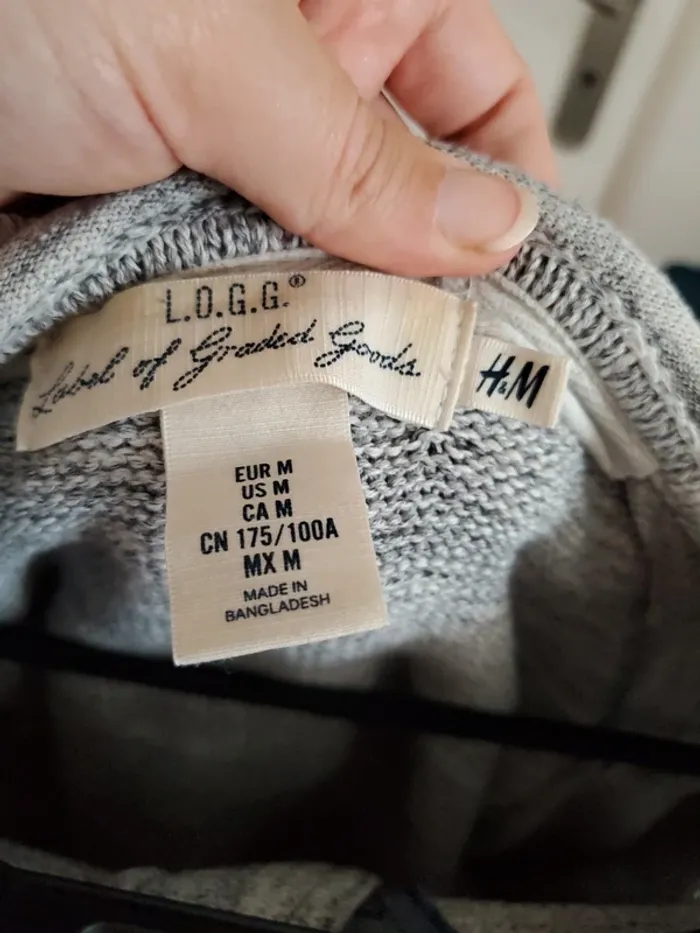 L.O.G.G.®
Label of Graded Goods
H&M
EUR M
US M
CA M
CN 175/100A
MX M
MADE IN
BANGLADESH